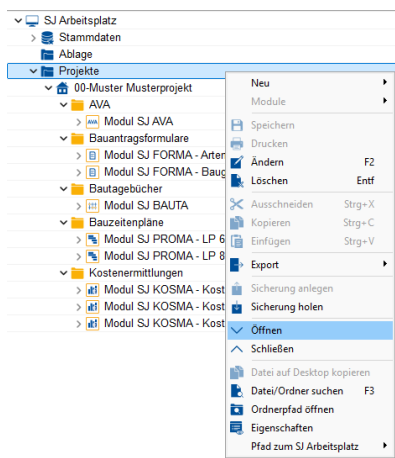 SJ Arbeitsplatz
Stammdaten
Ablage
Projekte
00-Muster Musterprojekt
AVA
AVA Modul SJ AVA
Bauantragsformulare
Modul SJ FORMA - Arten
Modul SJ FORMA - Baug
Bautagebücher
Modul SJ BAUTA
Bauzeitenpläne
Modul SJ PROMA - LP 6
Modul SJ PROMA - LP 8
Kostenermittlungen
Modul SJ KOSMA - Kost
Modul SJ KOSMA - Kost
Modul SJ KOSMA - Kost
Neu
Module
Speichern
Drucken
Ändern F2
Löschen Entf
Ausschneiden Strg+X
Kopieren Strg+C
Einfügen Strg+V
Export
Sicherung anlegen
Sicherung holen
Öffnen
Schließen
Datei auf Desktop kopieren
Datei/Ordner suchen F3
Ordnerpfad öffnen
Eigenschaften
Pfad zum SJ Arbeitsplatz